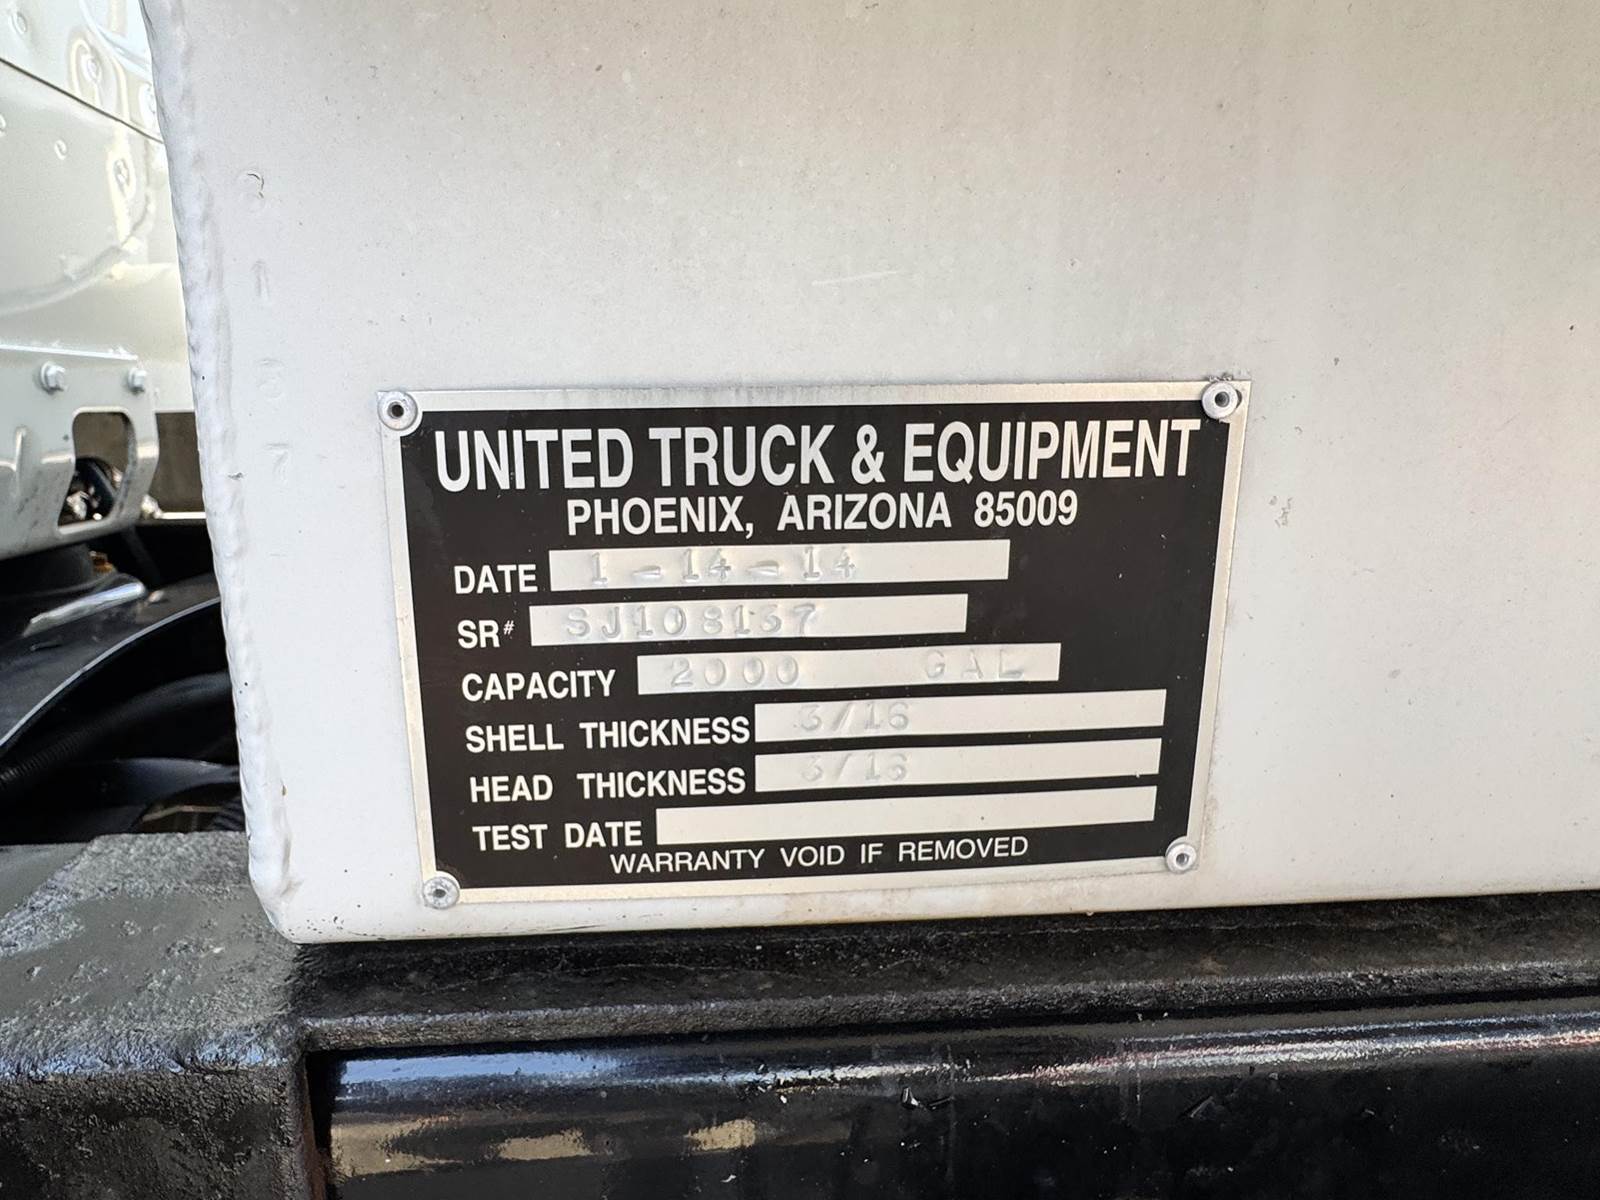 UNITED TRUCK & EQUIPMENT
PHOENIX, ARIZONA 85009
DATE 1-14-14
SR# SJ108137
CAPACITY 2000 GAL
SHELL THICKNESS 3/16
HEAD THICKNESS 3/16
TEST DATE
WARRANTY VOID IF REMOVED